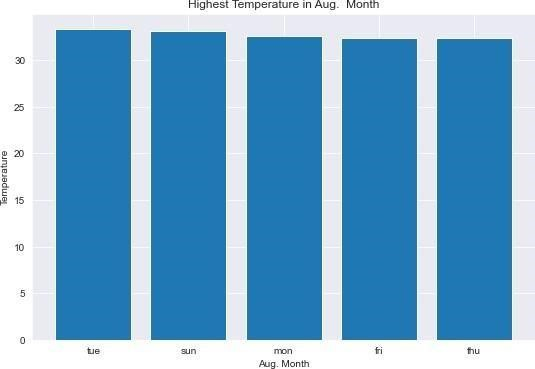 Highest Temperature in Aug.  Month
Temperature
30
25
20
15
10
5
0
tue
sun
mon
fri
thu
Aug. Month